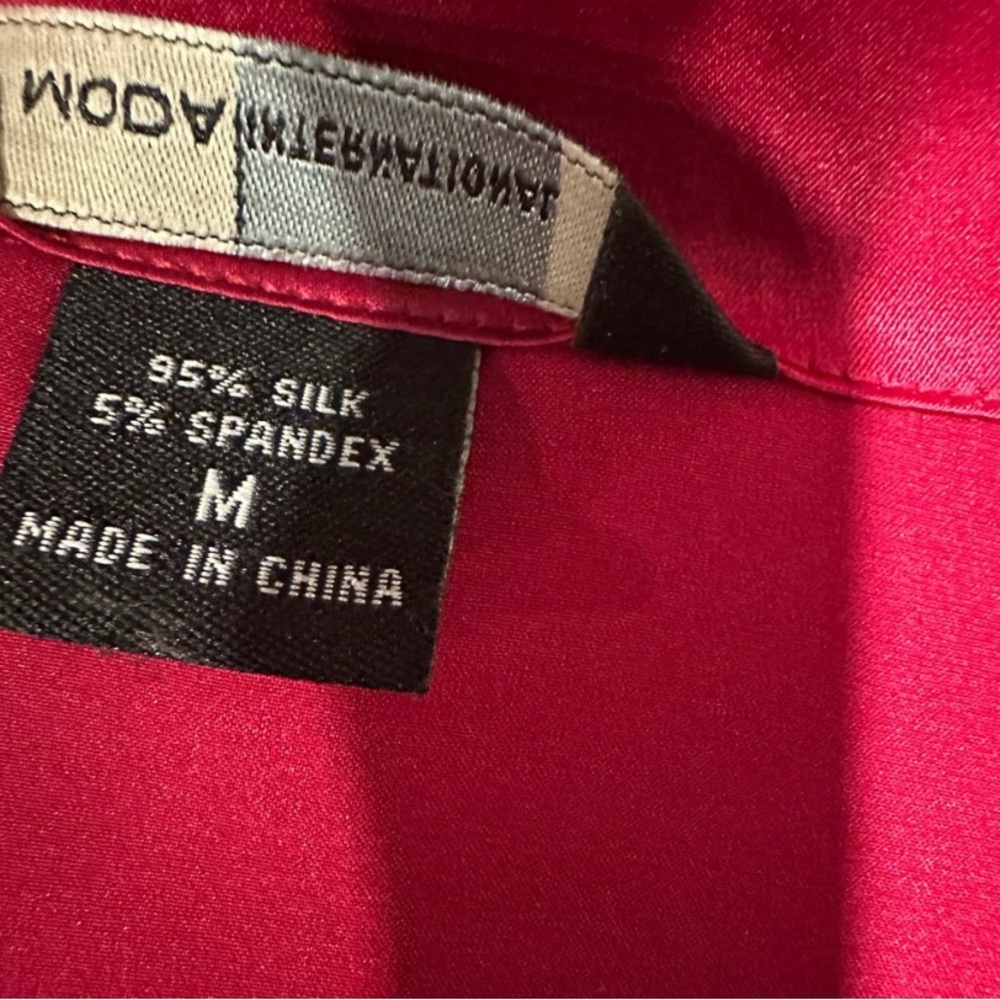 MODA INTERNATIONAL
95% SILK
5% SPANDEX
M
MADE IN CHINA